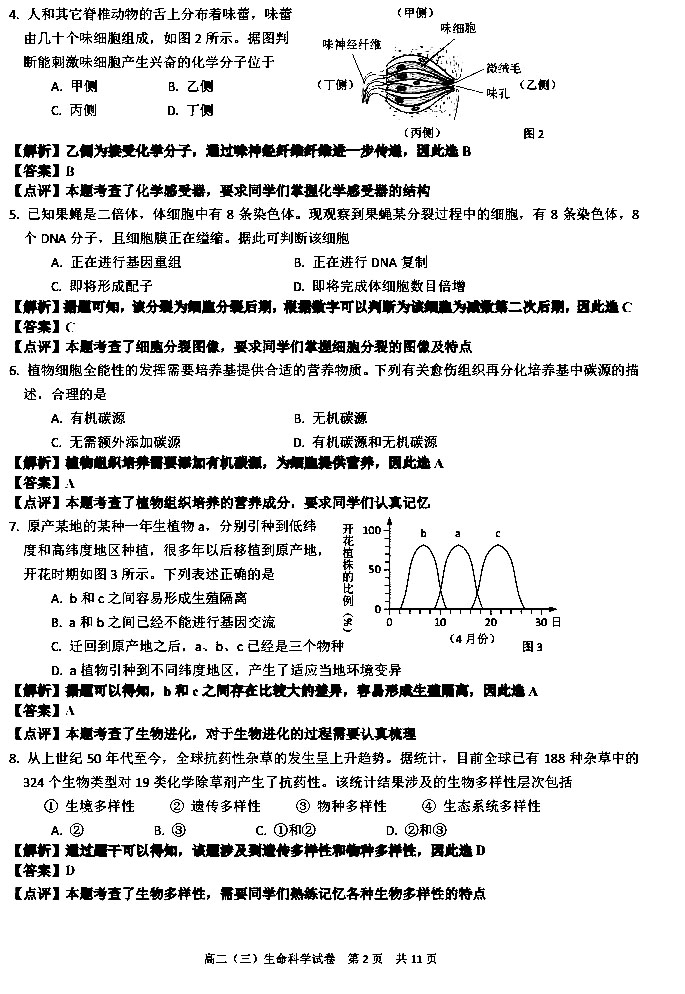 4. 人和其它脊椎动物的舌上分布着味蕾，味蕾
由几十个味细胞组成，如图 2 所示。据图判
断能刺激味细胞产生兴奋的化学分子位于
A. 甲侧 B. 乙侧
C. 丙侧 D. 丁侧
（甲侧）
味细胞
味神经纤维
微绒毛
（丁侧）
味孔
（乙侧）
（丙侧）
图 2
【解析】乙侧为接受化学分子，通过味神经纤维纤维进一步传递，因此选 B
【答案】B
【点评】本题考查了化学感受器，要求同学们掌握化学感受器的结构
5. 已知果蝇是二倍体，体细胞中有 8 条染色体。现观察到果蝇某分裂过程中的细胞，有 8 条染色体，8
个 DNA 分子，且细胞膜正在缢缩。据此可判断该细胞
A. 正在进行基因重组 B. 正在进行 DNA 复制
C. 即将形成配子 D. 即将完成体细胞数目倍增
【解析】据题可知，该分裂为细胞分裂后期，根据数字可以判断为该细胞为减数第二次后期，因此选 C
【答案】C
【点评】本题考查了细胞分裂图像，要求同学们掌握细胞分裂的图像及特点
6. 植物细胞全能性的发挥需要培养基提供合适的营养物质。下列有关愈伤组织再分化培养基中碳源的描
述，合理的是
A. 有机碳源 B. 无机碳源
C. 无需额外添加碳源 D. 有机碳源和无机碳源
【解析】植物组织培养需要添加有机碳源，为细胞提供营养，因此选 A
【答案】A
【点评】本题考查了植物组织培养的营养成分，要求同学们认真记忆
7. 原产某地的某种一年生植物 a，分别引种到低纬
度和高纬度地区种植，很多年以后移植到原产地，
开花时期如图 3 所示。下列表述正确的是
A. b 和 c 之间容易形成生殖隔离
B. a 和 b 之间已经不能进行基因交流
C. 迁回到原产地之后，a、b、c 已经是三个物种
D. a 植物引种到不同纬度地区，产生了适应当地环境变异
开花植株的比例（%）
100
50
0
b a c
0 10 20 30 日
（4 月份）
图 3
【解析】据题可以得知，b 和 c 之间存在比较大的差异，容易形成生殖隔离，因此选 A
【答案】A
【点评】本题考查了生物进化，对于生物进化的过程需要认真梳理
8. 从上世纪 50 年代至今，全球抗药性杂草的发生呈上升趋势。据统计，目前全球已有 188 种杂草中的
324 个生物类型对 19 类化学除草剂产生了抗药性。该统计结果涉及的生物多样性层次包括
① 生境多样性 ② 遗传多样性 ③ 物种多样性 ④ 生态系统多样性
A. ② B. ③ C. ①和② D. ②和③
【解析】通过题干可以得知，该题涉及到遗传多样性和物种多样性，因此选 D
【答案】D
【点评】本题考查了生物多样性，需要同学们熟练记忆各种生物多样性的特点
高二（三）生命科学试卷 第 2 页 共 11 页